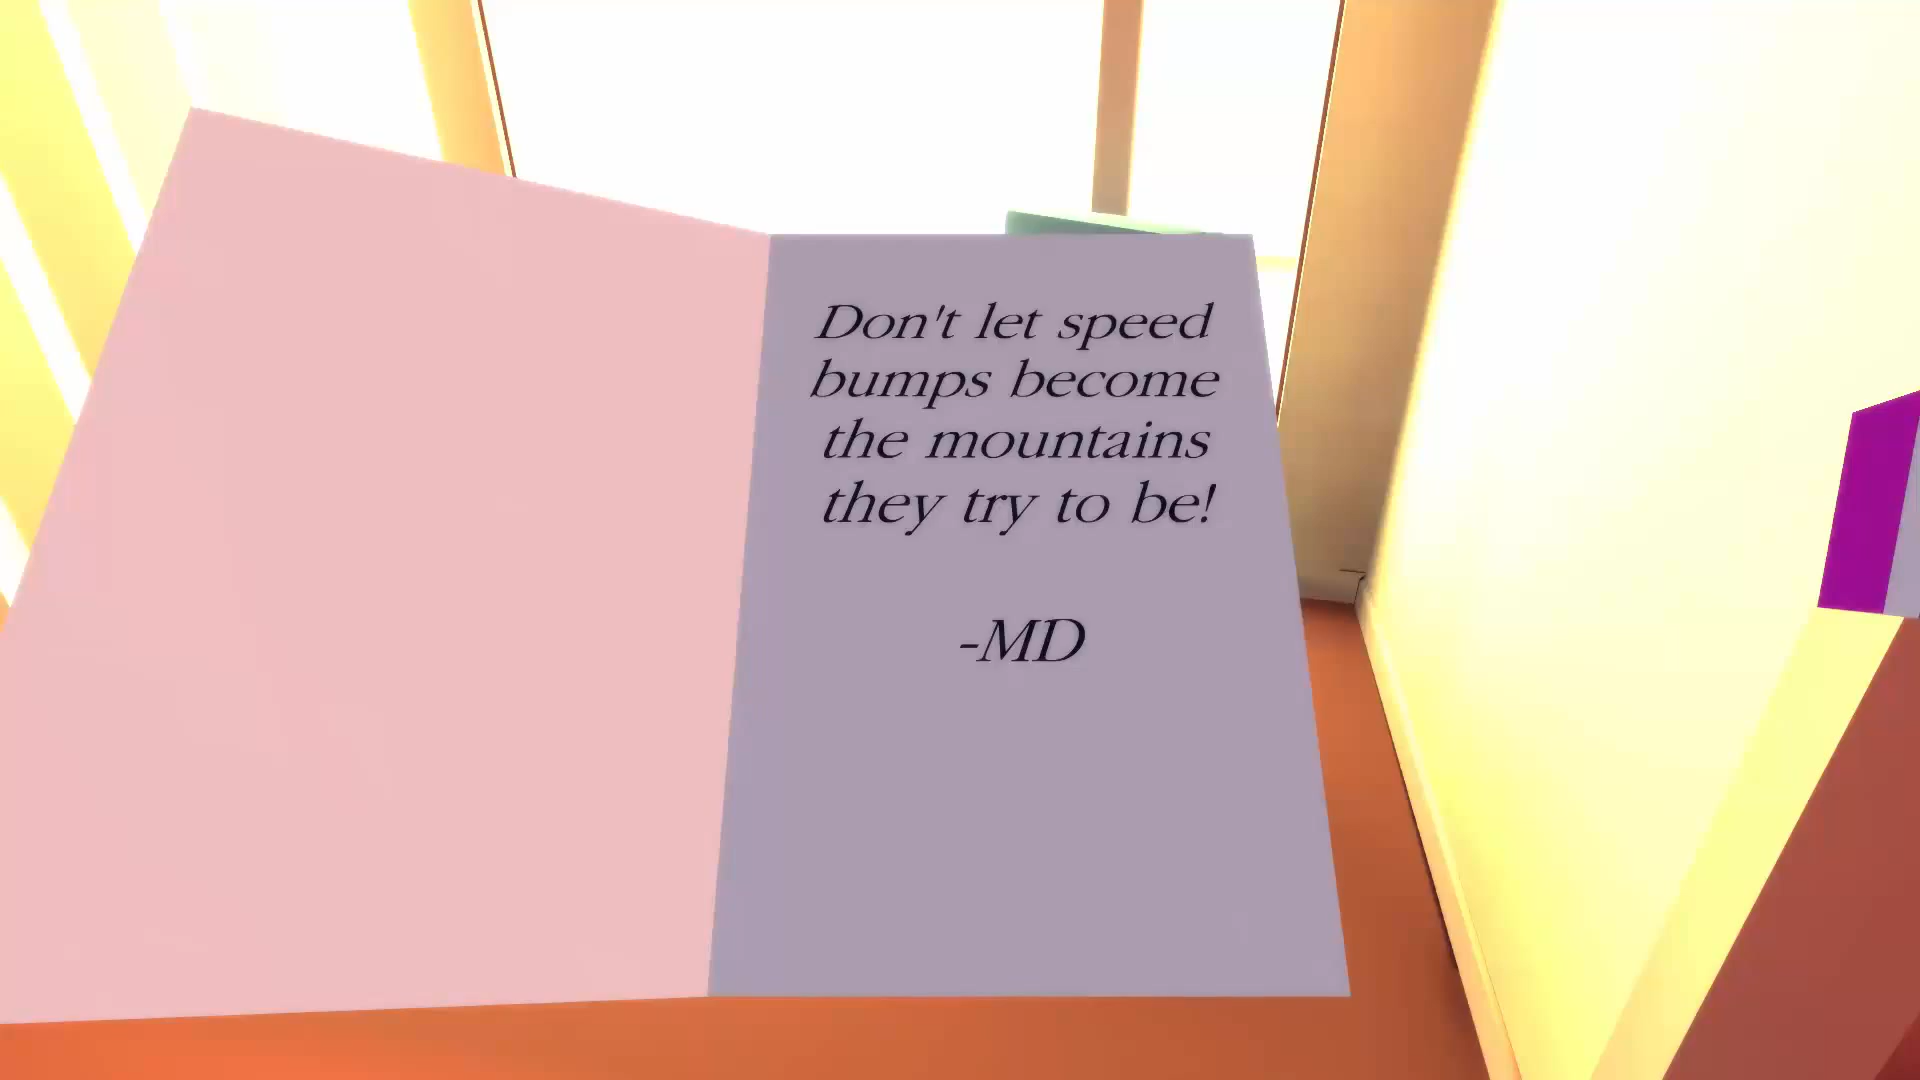 Don't let speed
bumps become
the mountains
they try to be!
-MD